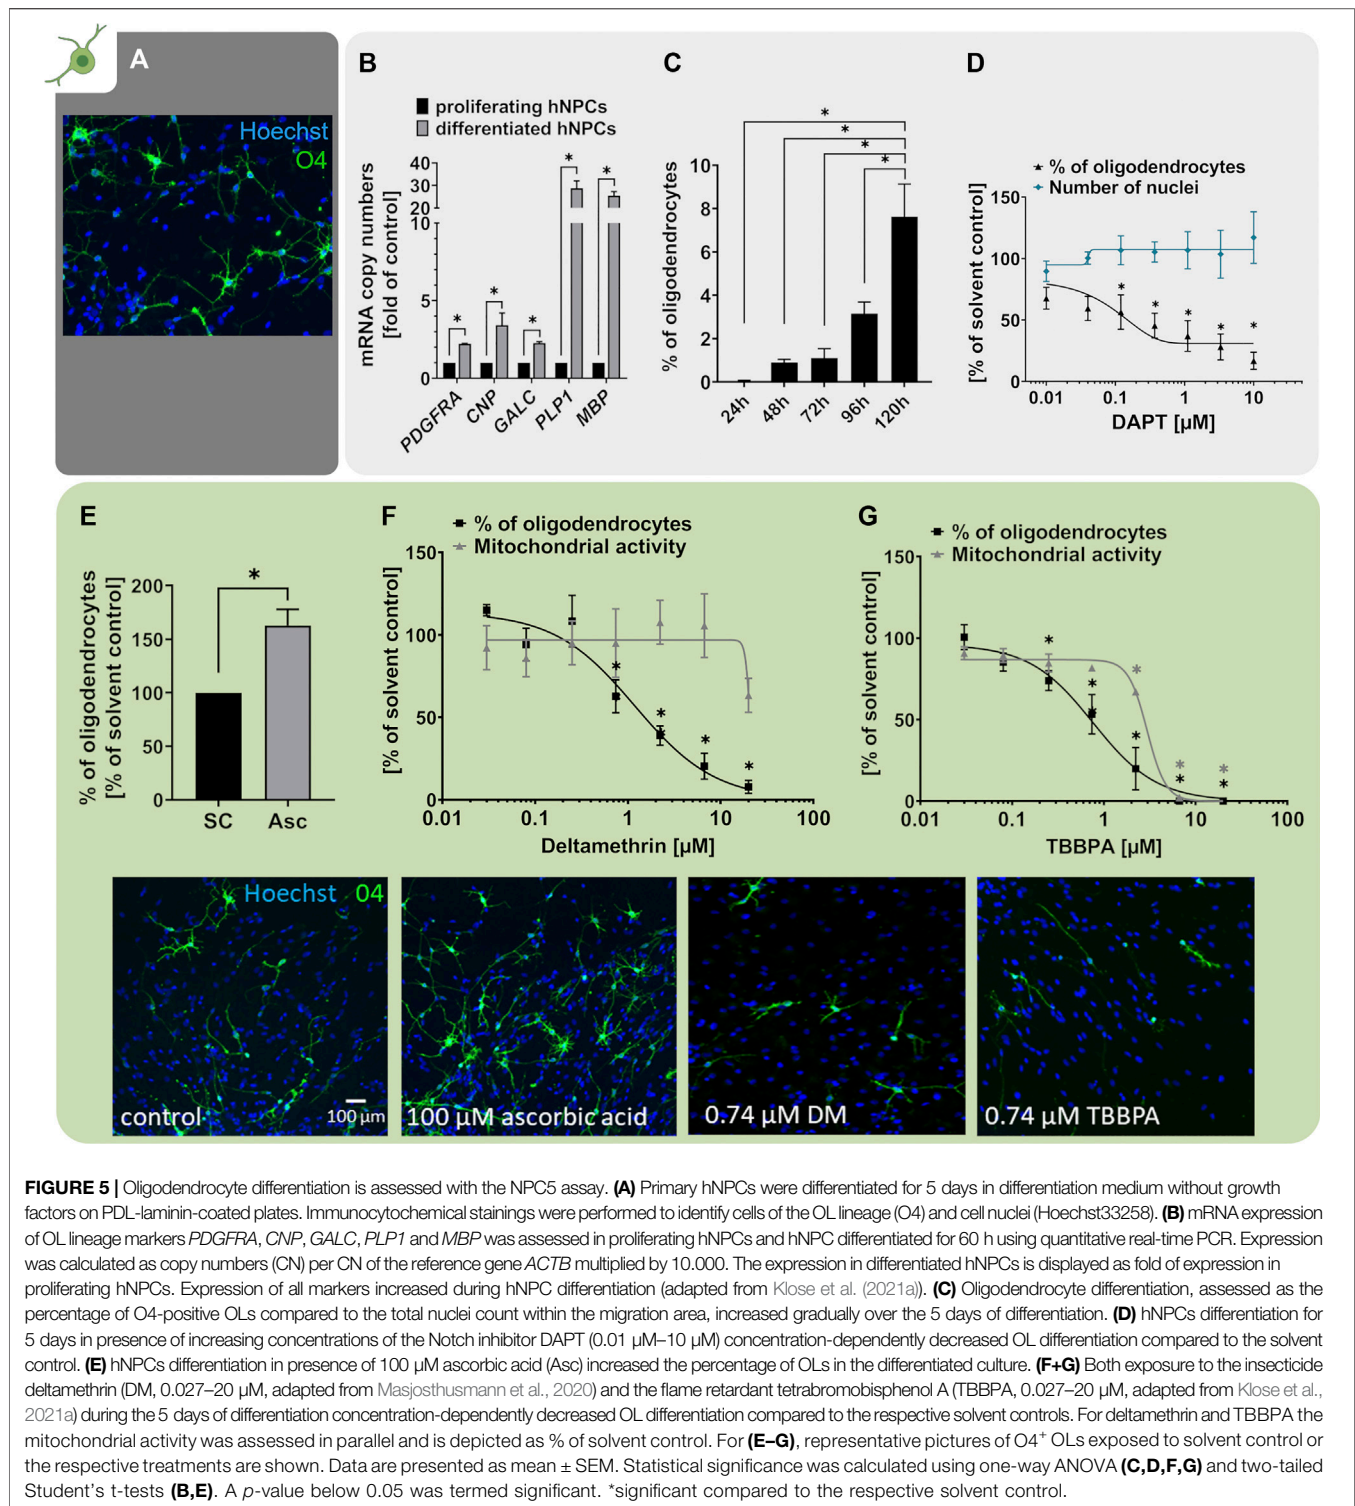 A
Hoechst
O4
B
proliferating hNPCs
differentiated hNPCs
mRNA copy numbers
[fold of control]
40
30
20
10
5
0
*
*
*
*
*
PDGFRA
CNP
GALC
PLP1
MBP
C
% of oligodendrocytes
10
8
6
4
2
0
*
*
*
*
24h
48h
72h
96h
120h
D
% of oligodendrocytes
Number of nuclei
[% of solvent control]
150
100
50
0
* * * * *
0.01 0.1 1 10
DAPT [µM]
E
% of oligodendrocytes
[% of solvent control]
200
150
100
50
0
*
SC Asc
F
% of oligodendrocytes
Mitochondrial activity
[% of solvent control]
150
100
50
0
* * * *
0.01 0.1 1 10 100
Deltamethrin [µM]
G
% of oligodendrocytes
Mitochondrial activity
[% of solvent control]
150
100
50
0
* * * * *
* * *
0.01 0.1 1 10 100
TBBPA [µM]
Hoechst O4
control
100 µm
100 µM ascorbic acid
0.74 µM DM
0.74 µM TBBPA
FIGURE 5 | Oligodendrocyte differentiation is assessed with the NPC5 assay. (A) Primary hNPCs were differentiated for 5 days in differentiation medium without growth
factors on PDL-laminin-coated plates. Immunocytochemical stainings were performed to identify cells of the OL lineage (O4) and cell nuclei (Hoechst33258). (B) mRNA expression
of OL lineage markers PDGFRA, CNP, GALC, PLP1 and MBP was assessed in proliferating hNPCs and hNPC differentiated for 60 h using quantitative real-time PCR. Expression
was calculated as copy numbers (CN) per CN of the reference gene ACTB multiplied by 10.000. The expression in differentiated hNPCs is displayed as fold of expression in
proliferating hNPCs. Expression of all markers increased during hNPC differentiation (adapted from Klose et al. (2021a)). (C) Oligodendrocyte differentiation, assessed as the
percentage of O4-positive OLs compared to the total nuclei count within the migration area, increased gradually over the 5 days of differentiation. (D) hNPCs differentiation for
5 days in presence of increasing concentrations of the Notch inhibitor DAPT (0.01 µM–10 µM) concentration-dependently decreased OL differentiation compared to the solvent
control. (E) hNPCs differentiation in presence of 100 µM ascorbic acid (Asc) increased the percentage of OLs in the differentiated culture. (F+G) Both exposure to the insecticide
deltamethrin (DM, 0.027–20 µM, adapted from Masjosthusmann et al., 2020) and the flame retardant tetrabromobisphenol A (TBBPA, 0.027–20 µM, adapted from Klose et al.,
2021a) during the 5 days of differentiation concentration-dependently decreased OL differentiation compared to the respective solvent controls. For deltamethrin and TBBPA the
mitochondrial activity was assessed in parallel and is depicted as % of solvent control. For (E–G), representative pictures of O4⁺ OLs exposed to solvent control or
the respective treatments are shown. Data are presented as mean ± SEM. Statistical significance was calculated using one-way ANOVA (C,D,F,G) and two-tailed
Student's t-tests (B,E). A p-value below 0.05 was termed significant. *significant compared to the respective solvent control.